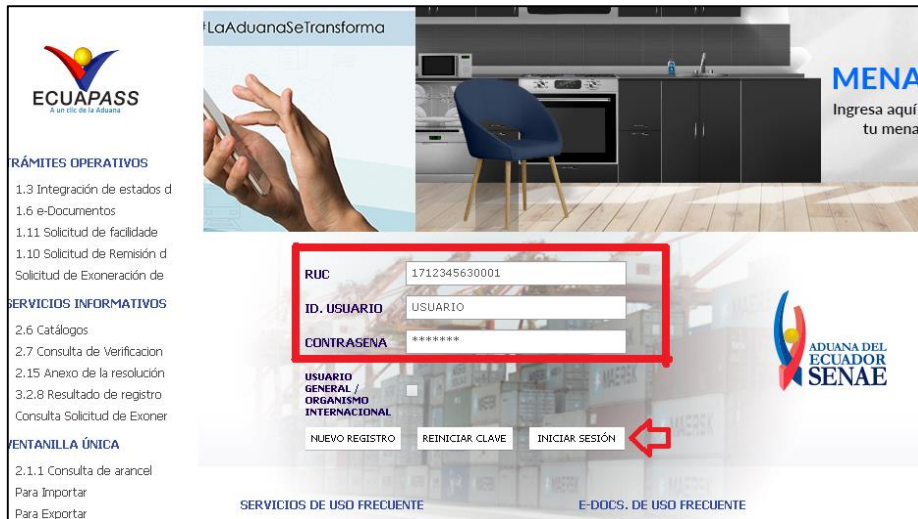 #LaAduanaSeTransforma
ECUAPASS
A un clic de la Aduana
MENA
Ingresa aquí
tu mena
TRÁMITES OPERATIVOS
1.3 Integración de estados d
1.6 e-Documentos
1.11 Solicitud de facilidade
1.10 Solicitud de Remisión d
Solicitud de Exoneración de
SERVICIOS INFORMATIVOS
2.6 Catálogos
2.7 Consulta de Verificacion
2.15 Anexo de la resolución
3.2.8 Resultado de registro
Consulta Solicitud de Exoner
VENTANILLA ÚNICA
2.1.1 Consulta de arancel
Para Importar
Para Exportar
RUC
1712345630001
ID. USUARIO
USUARIO
CONTRASENA
*******
USUARIO
GENERAL /
ORGANISMO
INTERNACIONAL
NUEVO REGISTRO
REINICIAR CLAVE
INICIAR SESIÓN
ADUANA DEL
ECUADOR
SENAE
MAERSK
SERVICIOS DE USO FRECUENTE
E-DOCS. DE USO FRECUENTE